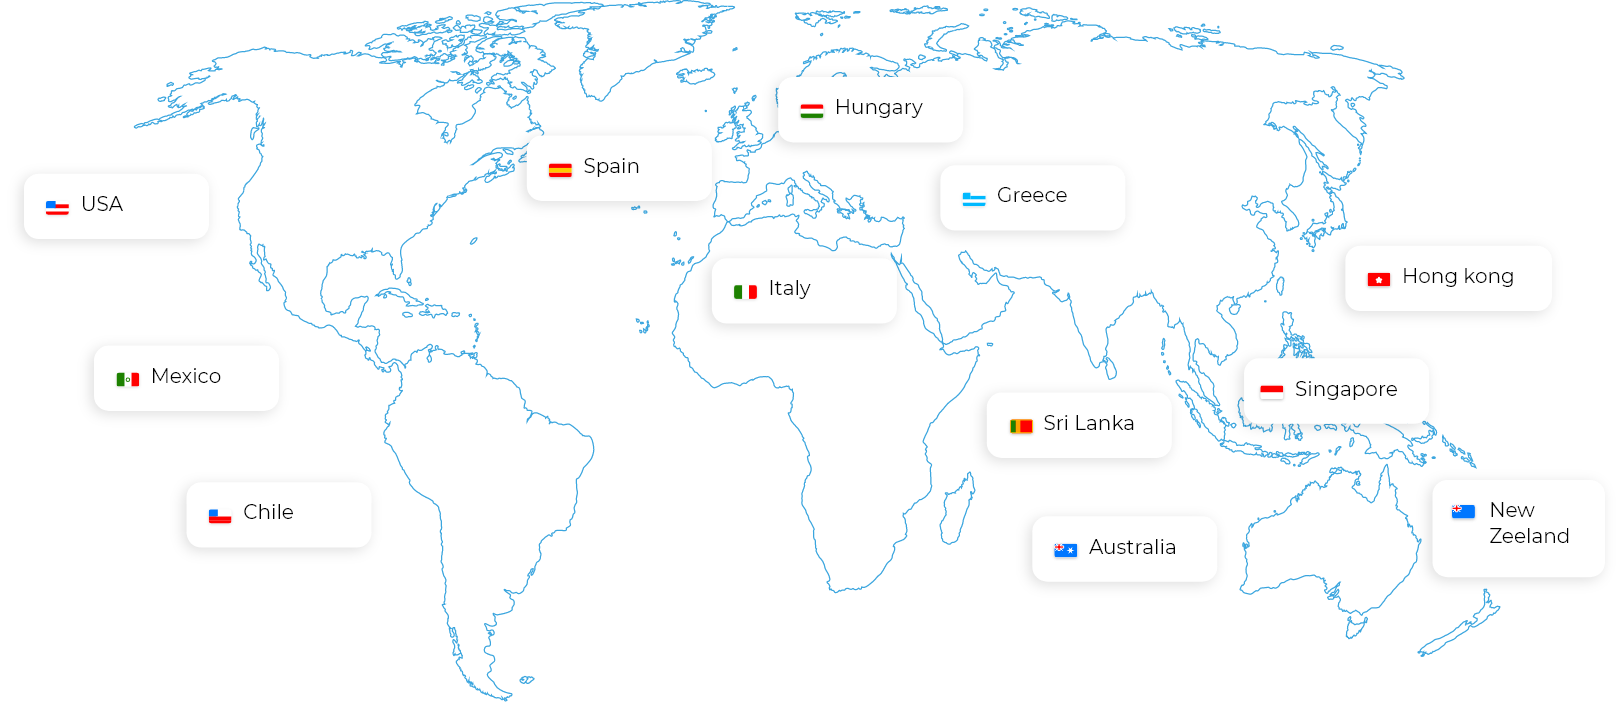 Hungary
Spain
Greece
USA
Hong kong
Italy
Mexico
Singapore
Sri Lanka
Chile
New
Zeeland
Australia